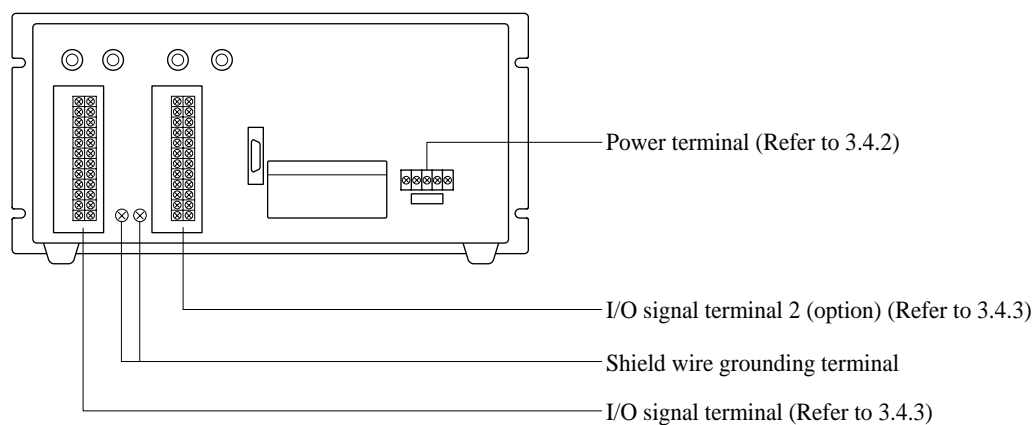 Power terminal (Refer to 3.4.2)
I/O signal terminal 2 (option) (Refer to 3.4.3)
Shield wire grounding terminal
I/O signal terminal (Refer to 3.4.3)